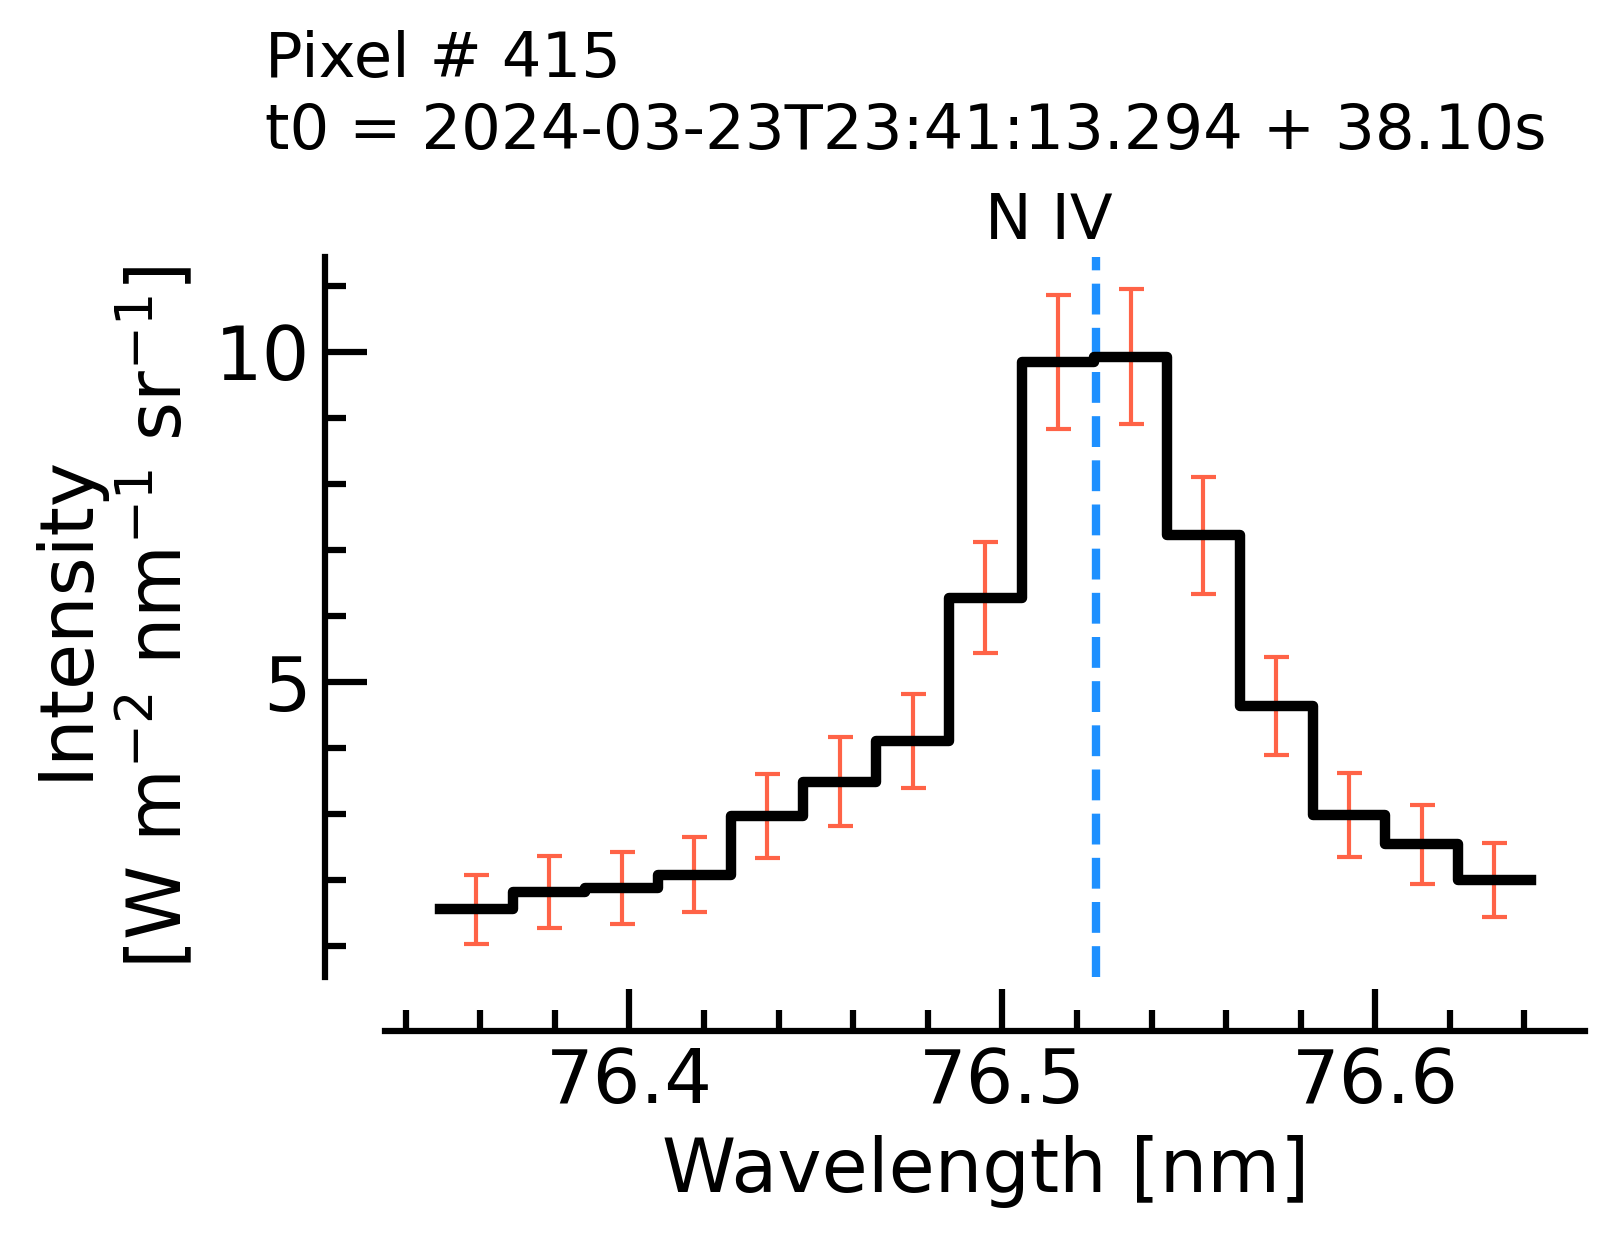 Pixel # 415
t0 = 2024-03-23T23:41:13.294 + 38.10s
N IV
Intensity
[W m⁻² nm⁻¹ sr⁻¹]
10
5
76.4 76.5 76.6
Wavelength [nm]